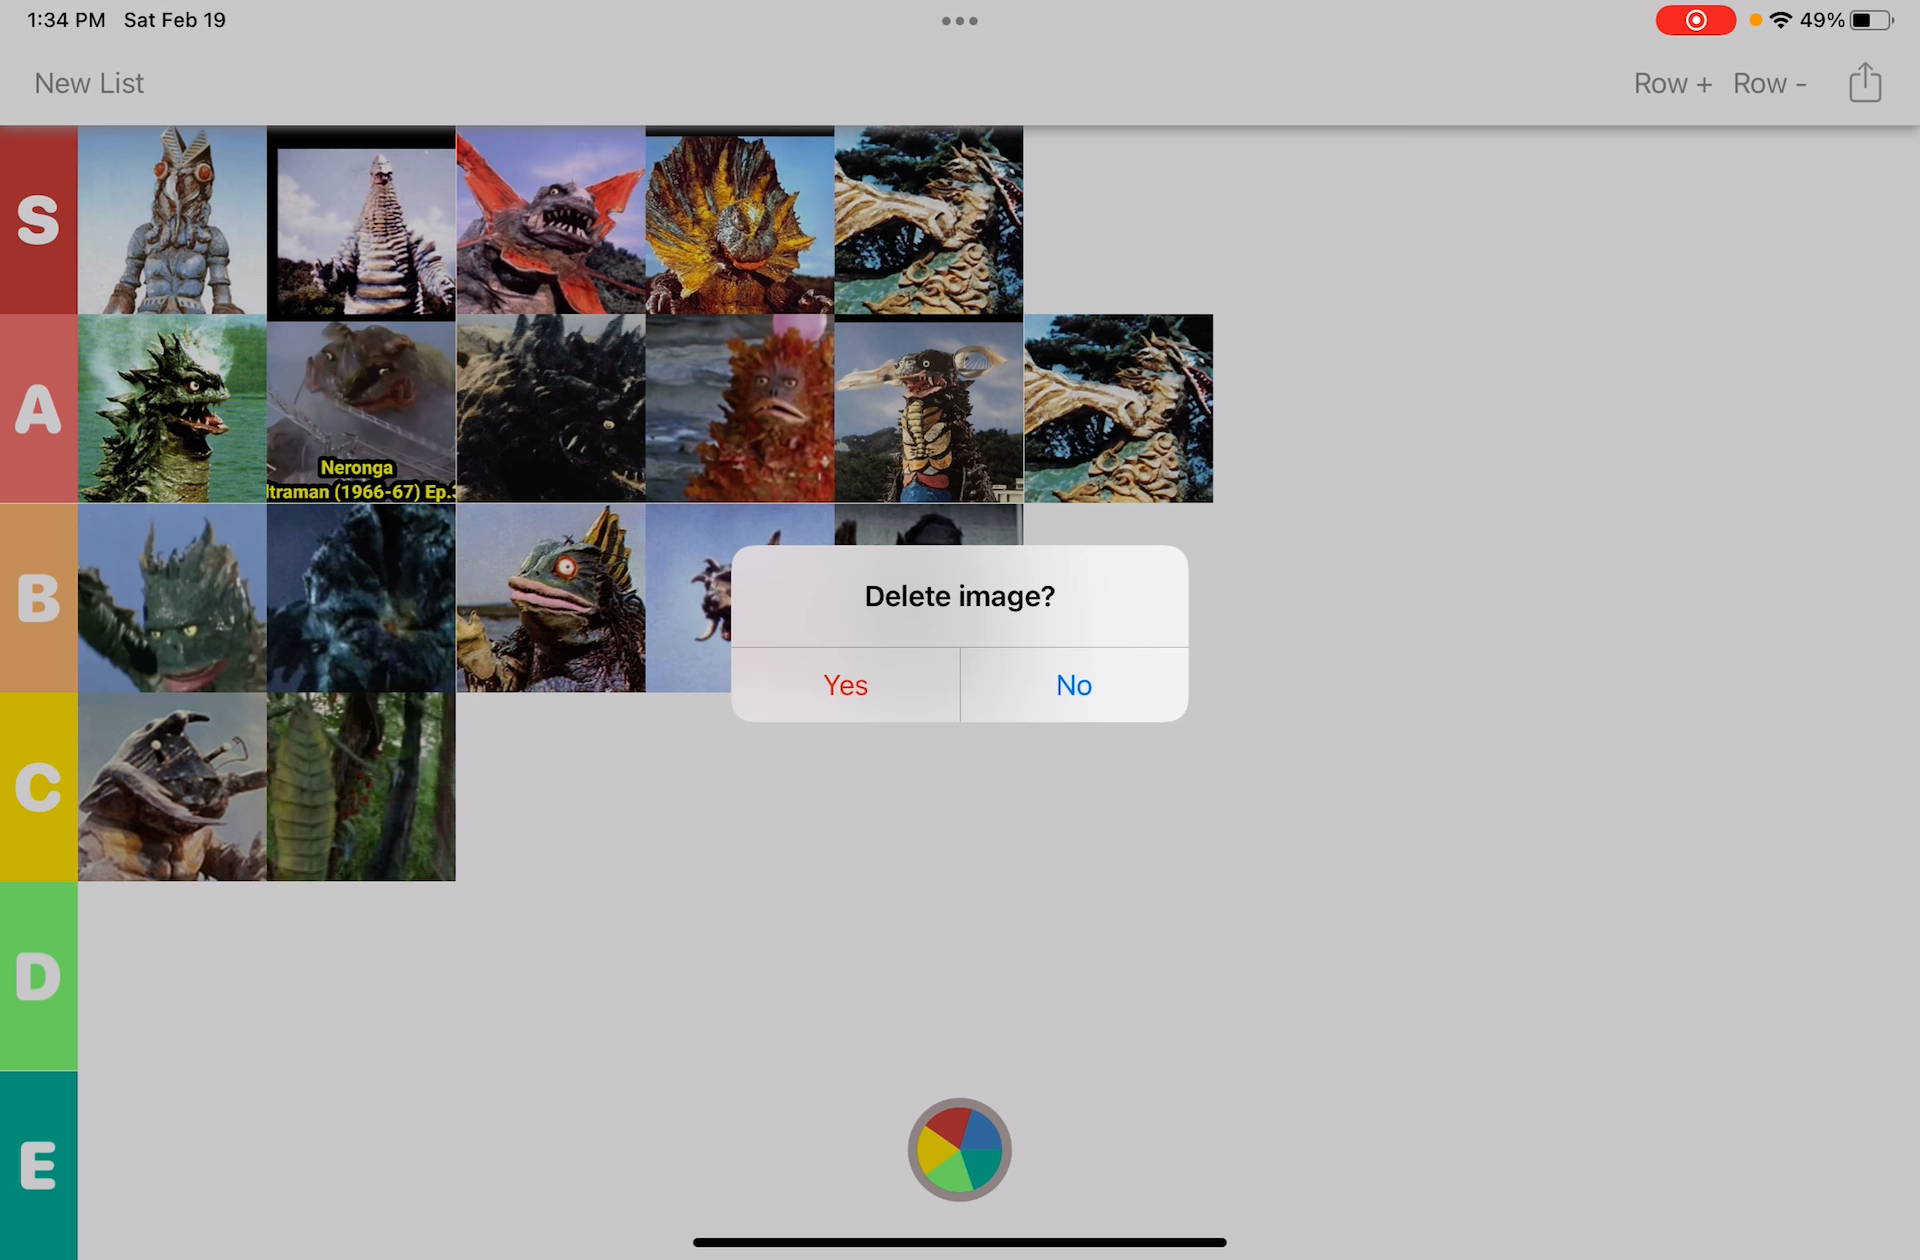 1:34 PM Sat Feb 19
49%
New List
Row + Row -
S
A
Neronga
ltraman (1966-67) Ep.
B
Delete image?
Yes No
C
D
E